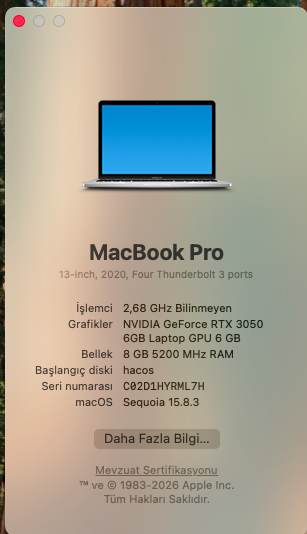 MacBook Pro
13-inch, 2020, Four Thunderbolt 3 ports
İşlemci 2,68 GHz Bilinmeyen
Grafikler NVIDIA GeForce RTX 3050
6GB Laptop GPU 6 GB
Bellek 8 GB 5200 MHz RAM
Başlangıç diski hacos
Seri numarası C02D1HYRML7H
macOS Sequoia 15.8.3
Daha Fazla Bilgi...
Mevzuat Sertifikasyonu
™ ve © 1983-2026 Apple Inc.
Tüm Hakları Saklıdır.